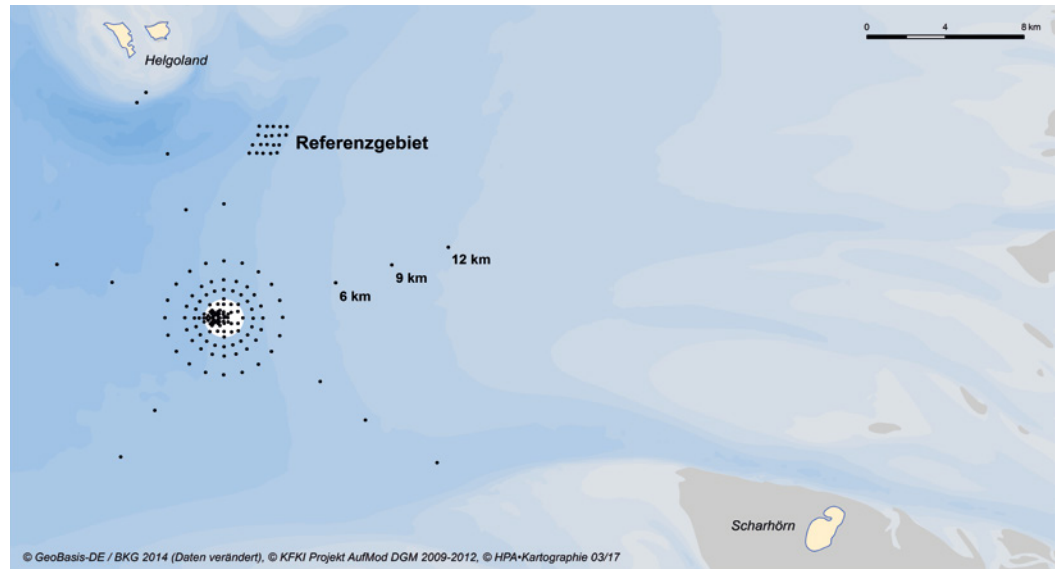 0 4 8 km
Helgoland
Referenzgebiet
12 km
9 km
6 km
Scharhörn
© GeoBasis-DE / BKG 2014 (Daten verändert), © KFKI Projekt AufMod DGM 2009-2012, © HPA•Kartographie 03/17